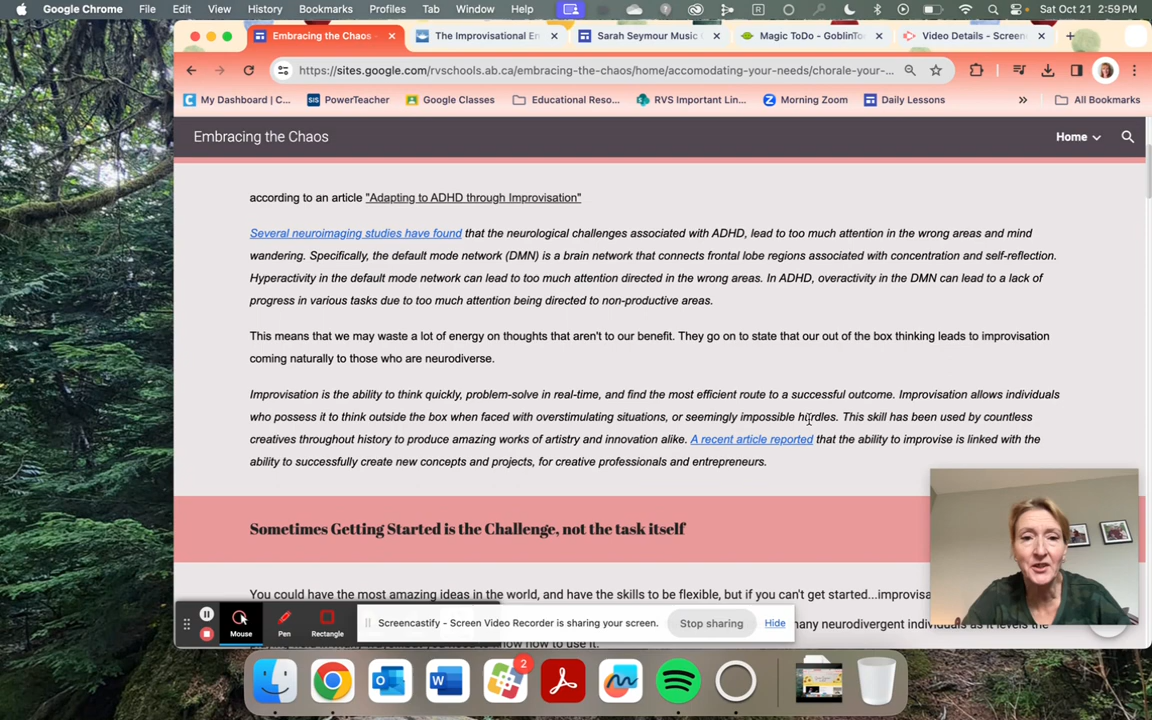 Google Chrome File Edit View History Bookmarks Profiles Tab Window Help Sat Oct 21 2:59 PM
Embracing the Chaos The Improvisational En Sarah Seymour Music Magic ToDo - GoblinTo Video Details - Screen
https://sites.google.com/rvschools.ab.ca/embracing-the-chaos/home/accomodating-your-needs/chorale-your-...
My Dashboard | C... PowerTeacher Google Classes Educational Reso... RVS Important Lin... Morning Zoom Daily Lessons » All Bookmarks
Embracing the Chaos Home
according to an article "Adapting to ADHD through Improvisation"
Several neuroimaging studies have found that the neurological challenges associated with ADHD, lead to too much attention in the wrong areas and mind
wandering. Specifically, the default mode network (DMN) is a brain network that connects frontal lobe regions associated with concentration and self-reflection.
Hyperactivity in the default mode network can lead to too much attention directed in the wrong areas. In ADHD, overactivity in the DMN can lead to a lack of
progress in various tasks due to too much attention being directed to non-productive areas.
This means that we may waste a lot of energy on thoughts that aren't to our benefit. They go on to state that our out of the box thinking leads to improvisation
coming naturally to those who are neurodiverse.
Improvisation is the ability to think quickly, problem-solve in real-time, and find the most efficient route to a successful outcome. Improvisation allows individuals
who possess it to think outside the box when faced with overstimulating situations, or seemingly impossible hurdles. This skill has been used by countless
creatives throughout history to produce amazing works of artistry and innovation alike. A recent article reported that the ability to improvise is linked with the
ability to successfully create new concepts and projects, for creative professionals and entrepreneurs.
Sometimes Getting Started is the Challenge, not the task itself
You could have the most amazing ideas in the world, and have the skills to be flexible, but if you can't get started...improvisa
many neurodivergent individuals as it levels the
Mouse Pen Rectangle Screencastify - Screen Video Recorder is sharing your screen. Stop sharing Hide
how to use it.
2